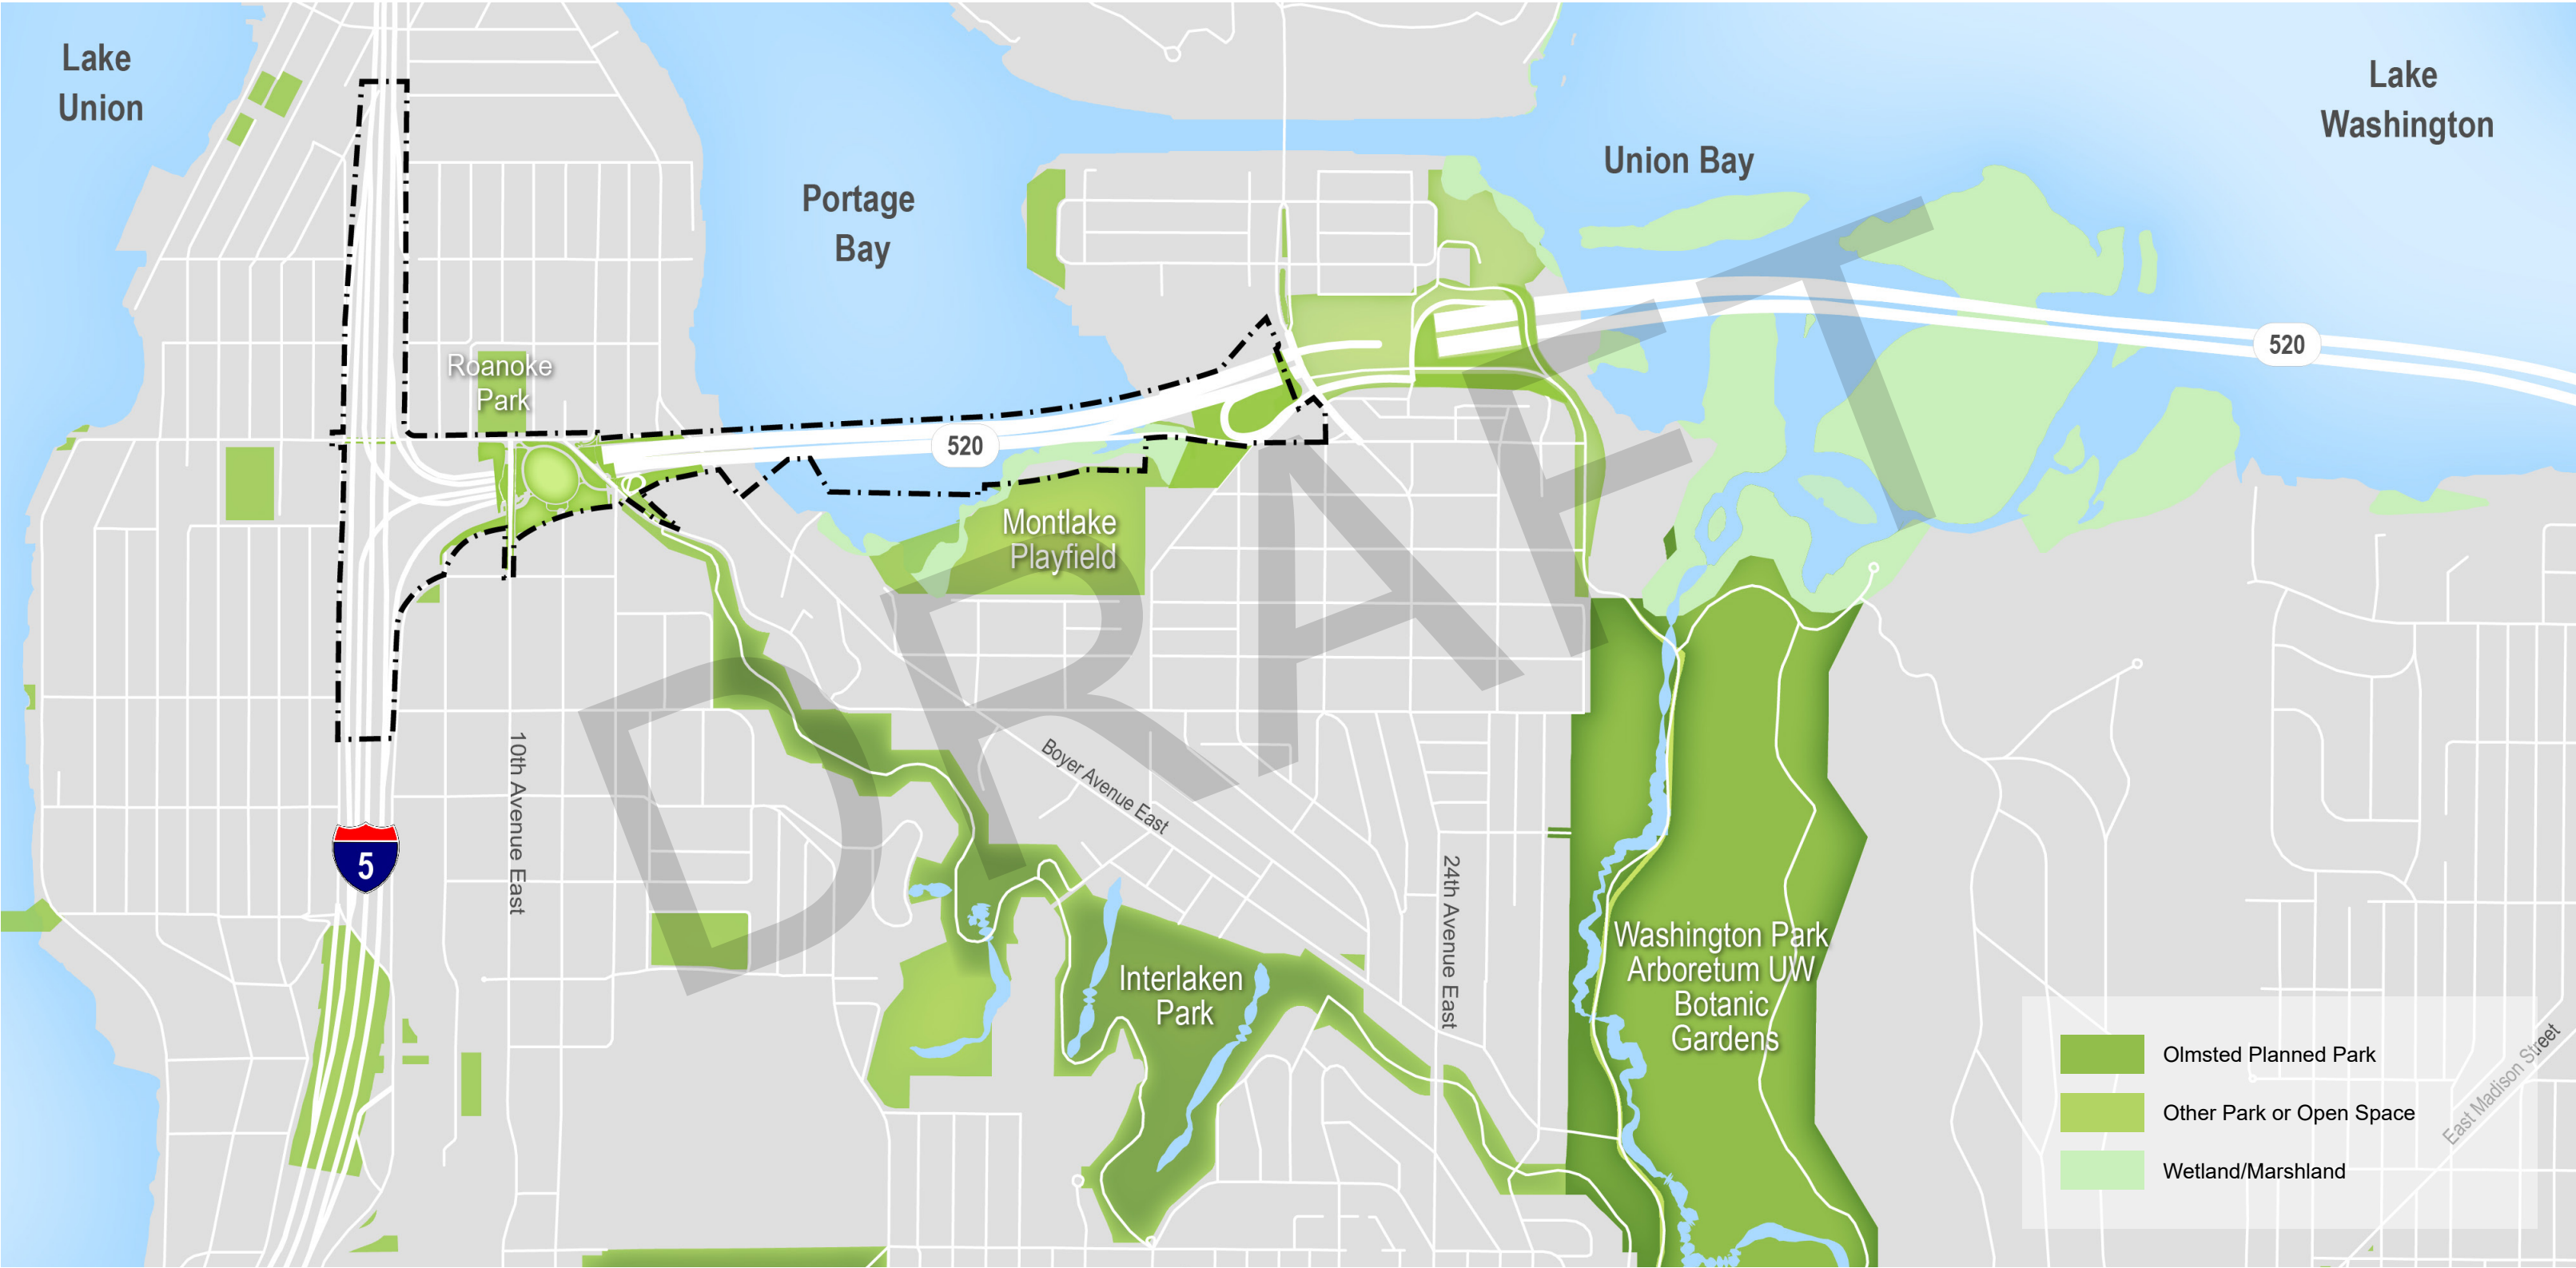 Lake
Union
Lake
Washington
Union Bay
Portage
Bay
520
Roanoke
Park
520
Montlake
Playfield
DRAFT
10th Avenue East
Boyer Avenue East
5
24th Avenue East
Washington Park
Arboretum UW
Botanic
Gardens
Interlaken
Park
Olmsted Planned Park
Other Park or Open Space
Wetland/Marshland
East Madison Street